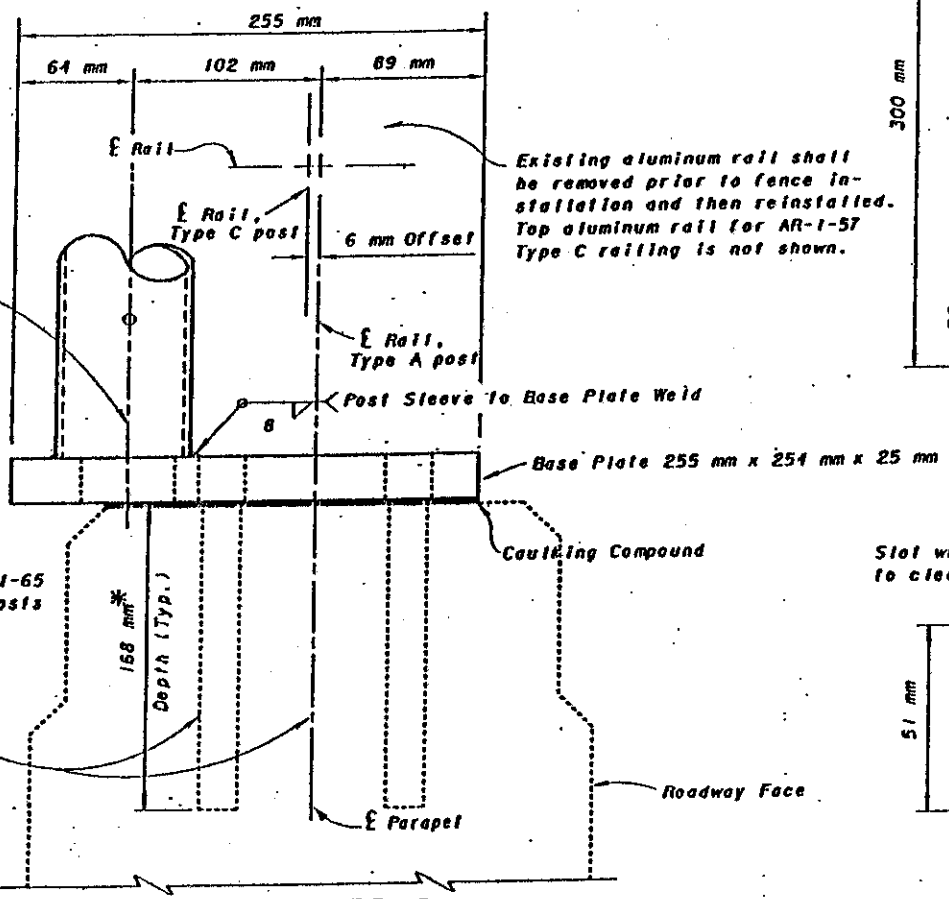 255 mm
64 mm
102 mm
89 mm
300 mm
℄ Rail
Existing aluminum rail shall
be removed prior to fence in-
stallation and then reinstalled.
Top aluminum rail for AR-1-57
Type C railing is not shown.
℄ Rail,
Type C post
6 mm Offset
℄ Rail,
Type A post
Post Sleeve to Base Plate Weld
8
Base Plate 255 mm x 254 mm x 25 mm
Caulking Compound
Slot w
to clea
1-65
osts
168 mm*
Depth (Typ.)
51 mm
Roadway Face
℄ Parapet